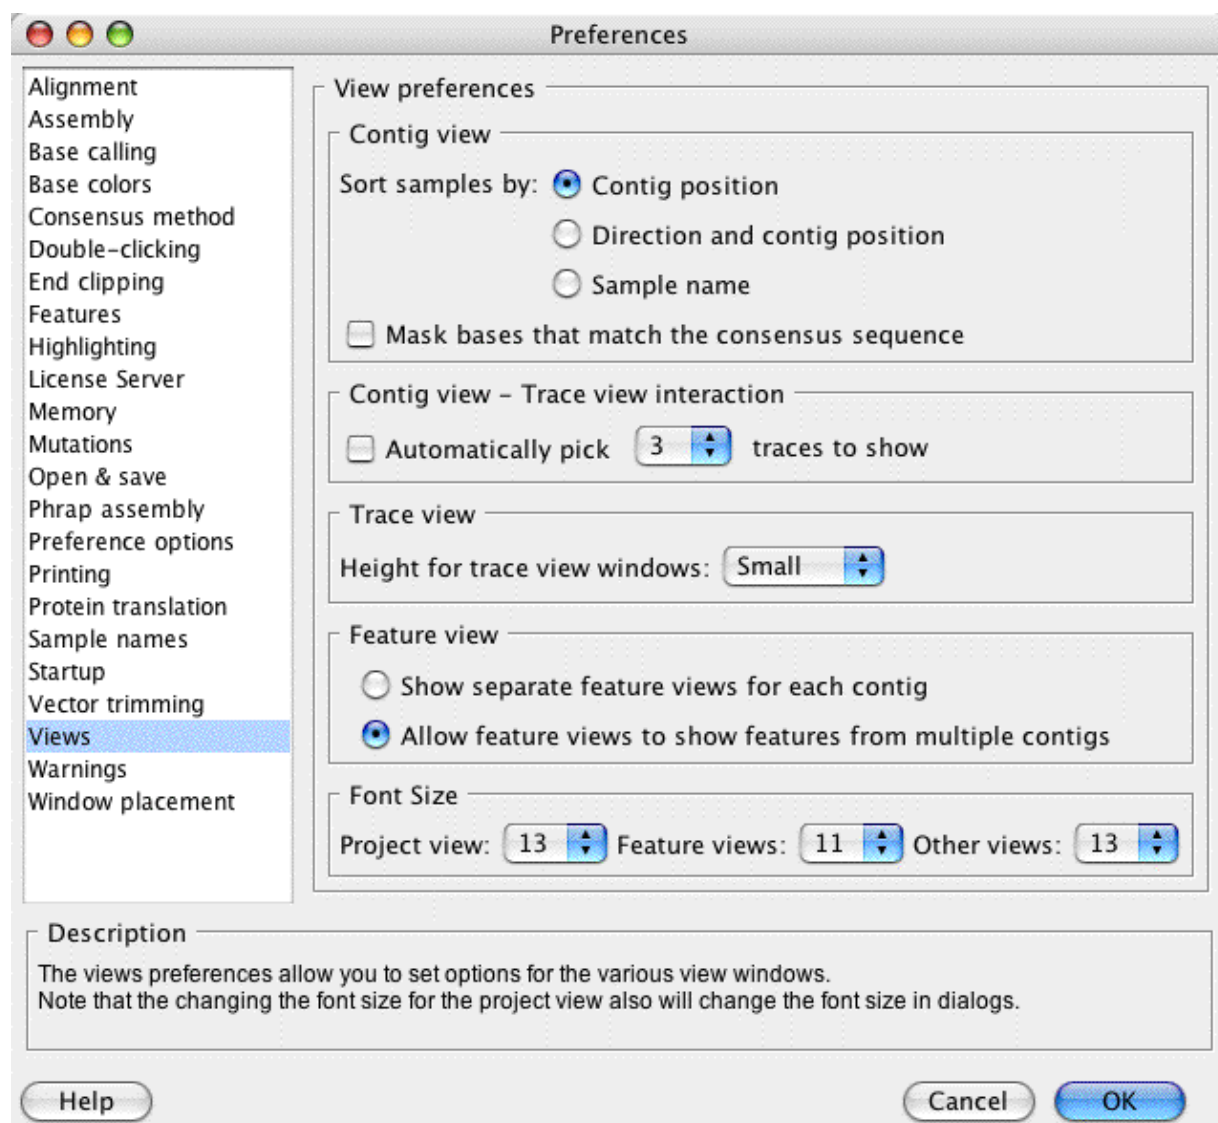 Preferences
Alignment
Assembly
Base calling
Base colors
Consensus method
Double-clicking
End clipping
Features
Highlighting
License Server
Memory
Mutations
Open & save
Phrap assembly
Preference options
Printing
Protein translation
Sample names
Startup
Vector trimming
Views
Warnings
Window placement
View preferences
Contig view
Sort samples by: Contig position
Direction and contig position
Sample name
Mask bases that match the consensus sequence
Contig view - Trace view interaction
Automatically pick 3 traces to show
Trace view
Height for trace view windows: Small
Feature view
Show separate feature views for each contig
Allow feature views to show features from multiple contigs
Font Size
Project view: 13 Feature views: 11 Other views: 13
Description
The views preferences allow you to set options for the various view windows.
Note that the changing the font size for the project view also will change the font size in dialogs.
Help Cancel OK